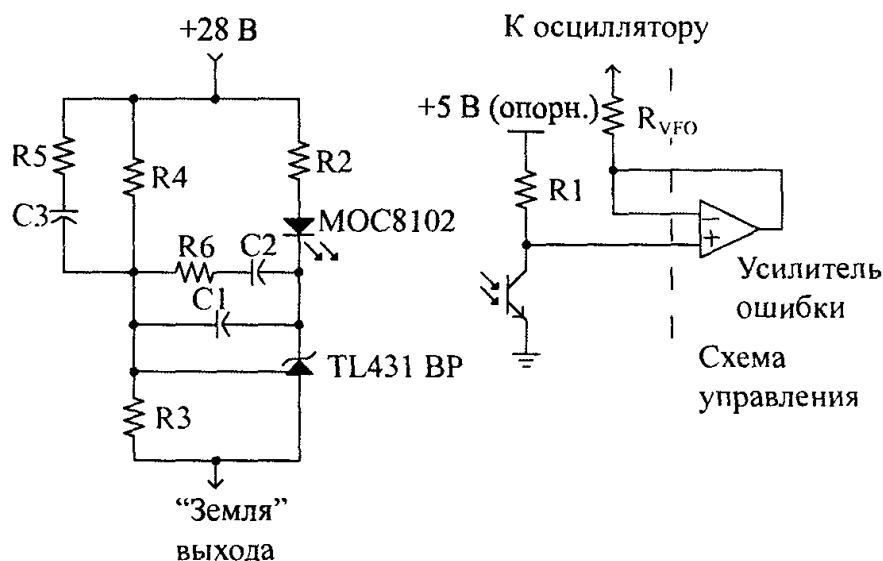 +28 В
К осциллятору
+5 В (опорн.)
R_VFO
R5
R4
R2
R1
C3
MOC8102
R6
C2
C1
−
+
Усилитель
ошибки
TL431 BP
Схема
управления
R3
“Земля”
выхода